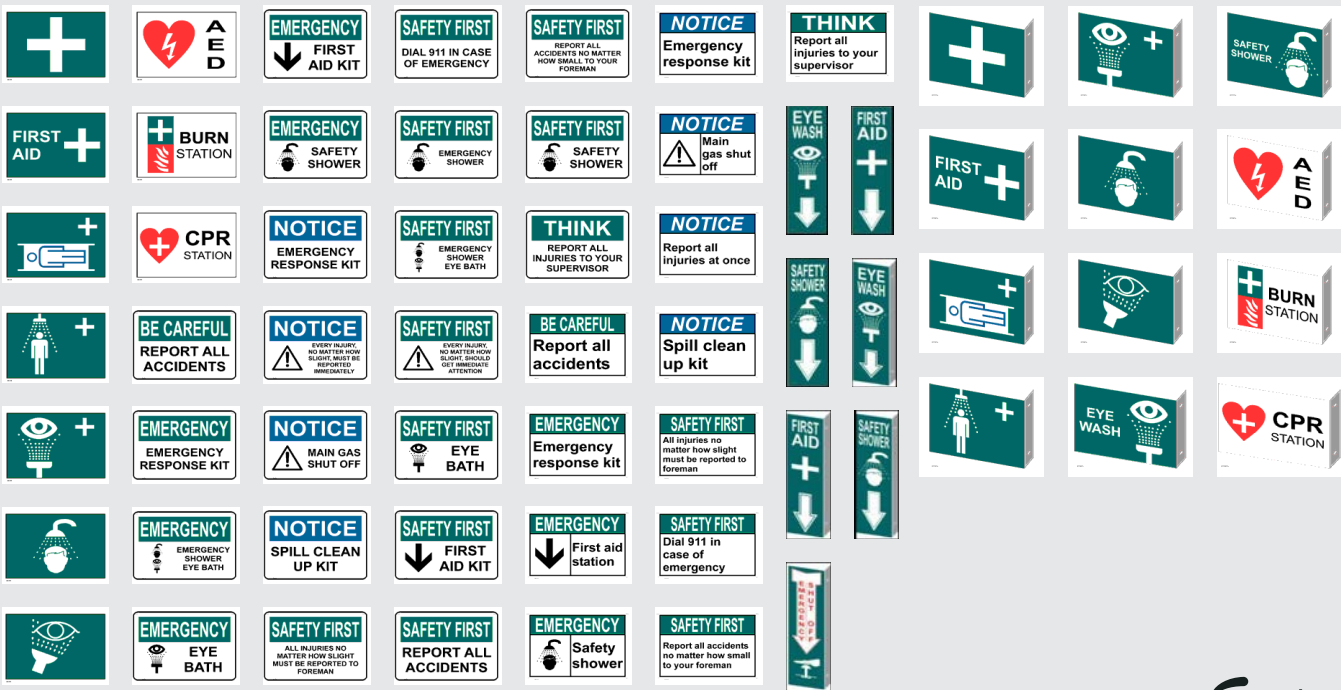 A
E
D
EMERGENCY
FIRST
AID KIT
SAFETY FIRST
DIAL 911 IN CASE
OF EMERGENCY
SAFETY FIRST
REPORT ALL
ACCIDENTS NO MATTER
HOW SMALL TO YOUR
FOREMAN
NOTICE
Emergency
response kit
THINK
Report all
injuries to your
supervisor
SAFETY
SHOWER
FIRST
AID
BURN
STATION
EMERGENCY
SAFETY
SHOWER
SAFETY FIRST
EMERGENCY
SHOWER
SAFETY FIRST
SAFETY
SHOWER
NOTICE
Main
gas shut
off
EYE
WASH
FIRST
AID
FIRST
AID
A
E
D
CPR
STATION
NOTICE
EMERGENCY
RESPONSE KIT
SAFETY FIRST
EMERGENCY
SHOWER
EYE BATH
THINK
REPORT ALL
INJURIES TO YOUR
SUPERVISOR
NOTICE
Report all
injuries at once
SAFETY
SHOWER
EYE
WASH
BURN
STATION
BE CAREFUL
REPORT ALL
ACCIDENTS
NOTICE
EVERY INJURY,
NO MATTER HOW
SLIGHT, MUST BE
REPORTED
IMMEDIATELY
SAFETY FIRST
EVERY INJURY,
NO MATTER HOW
SLIGHT, SHOULD
GET IMMEDIATE
ATTENTION
BE CAREFUL
Report all
accidents
NOTICE
Spill clean
up kit
EYE
WASH
CPR
STATION
EMERGENCY
EMERGENCY
RESPONSE KIT
NOTICE
MAIN GAS
SHUT OFF
SAFETY FIRST
EYE
BATH
EMERGENCY
Emergency
response kit
SAFETY FIRST
All injuries no
matter how slight
must be reported to
foreman
FIRST
AID
SAFETY
SHOWER
EMERGENCY
EMERGENCY
SHOWER
EYE BATH
NOTICE
SPILL CLEAN
UP KIT
SAFETY FIRST
FIRST
AID KIT
EMERGENCY
First aid
station
SAFETY FIRST
Dial 911 in
case of
emergency
EMERGENCY
SHUT OFF
EMERGENCY
EYE
BATH
SAFETY FIRST
ALL INJURIES NO
MATTER HOW SLIGHT
MUST BE REPORTED TO
FOREMAN
SAFETY FIRST
REPORT ALL
ACCIDENTS
EMERGENCY
Safety
shower
SAFETY FIRST
Report all accidents
no matter how small
to your foreman